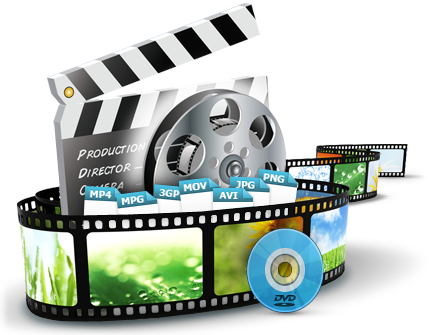 PRODUCTION
DIRECTOR
CAMERA
MP4
MPG
3GP
MOV
AVI
JPG
PNG
DVD